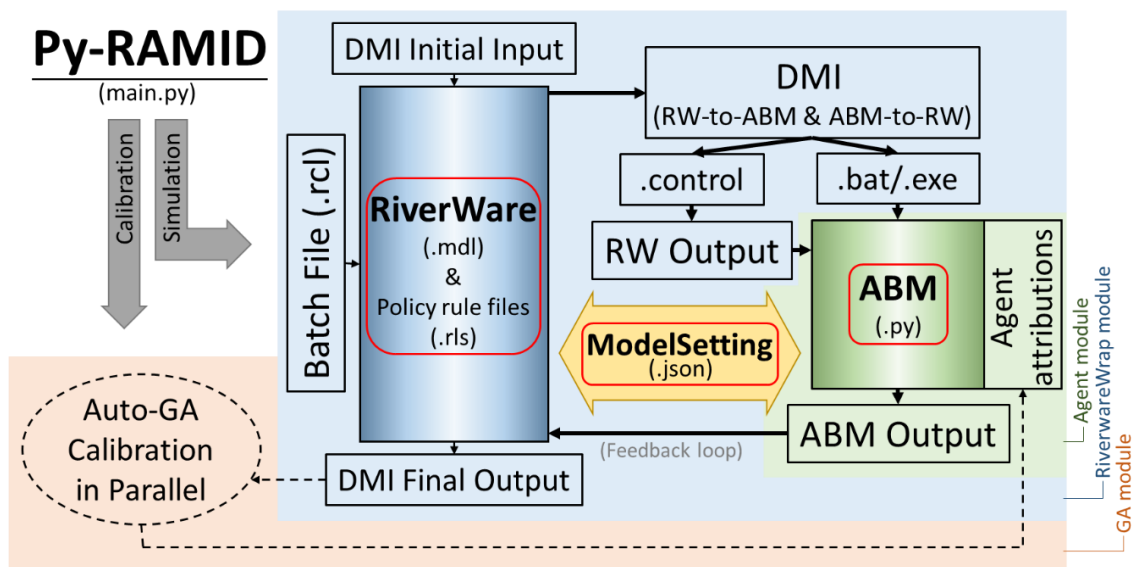 Py-RAMID
(main.py)
Calibration
Simulation
DMI Initial Input
Batch File (.rcl)
RiverWare
(.mdl)
&
Policy rule files
(.rls)
DMI
(RW-to-ABM & ABM-to-RW)
.control
.bat/.exe
RW Output
ABM
(.py)
Agent
attributions
ModelSetting
(.json)
ABM Output
(Feedback loop)
DMI Final Output
Auto-GA
Calibration
in Parallel
Agent module
RiverwareWrap module
GA module